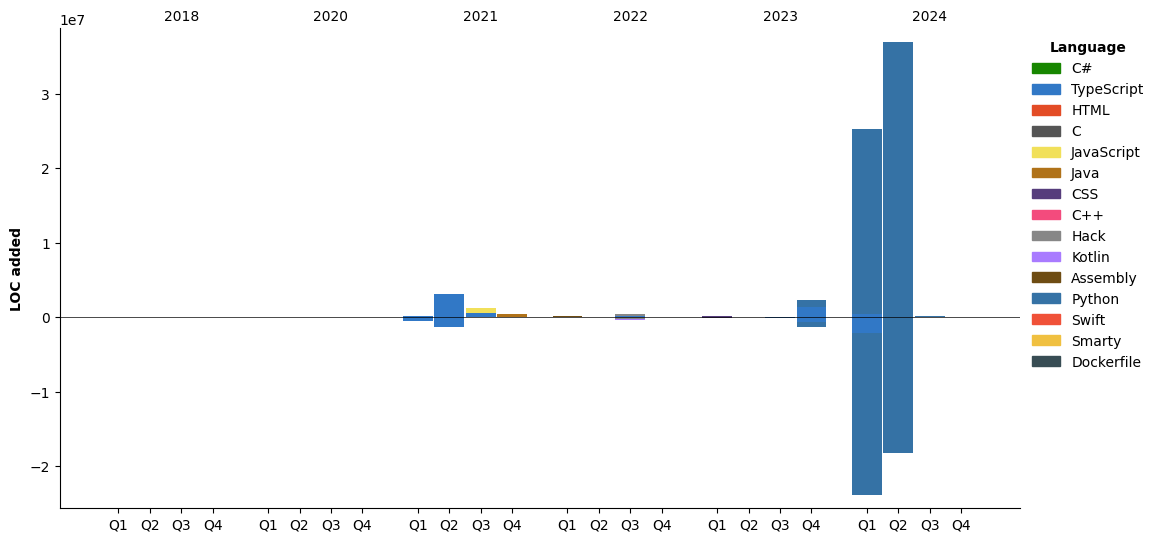 1e7
2018 2020 2021 2022 2023 2024
LOC added
3
2
1
0
−1
−2
Q1 Q2 Q3 Q4 Q1 Q2 Q3 Q4 Q1 Q2 Q3 Q4 Q1 Q2 Q3 Q4 Q1 Q2 Q3 Q4 Q1 Q2 Q3 Q4
Language
C#
TypeScript
HTML
C
JavaScript
Java
CSS
C++
Hack
Kotlin
Assembly
Python
Swift
Smarty
Dockerfile